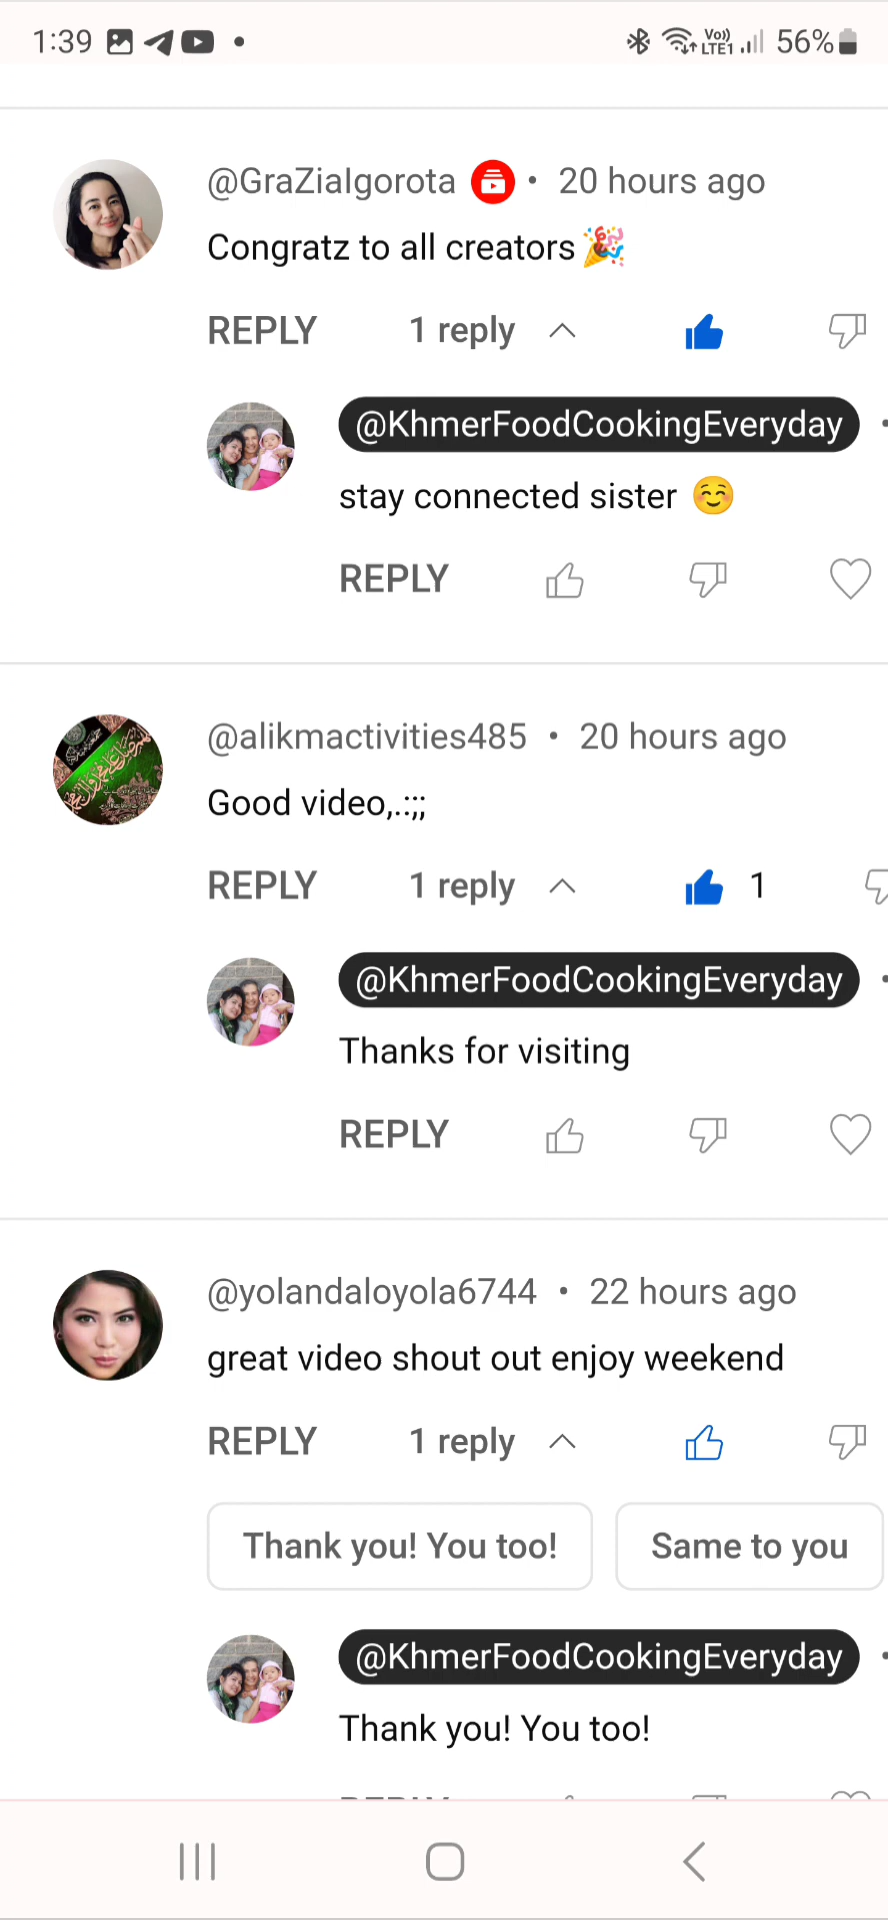 1:39 Vo)) LTE1 56%
@GraZiaIgorota • 20 hours ago
Congratz to all creators🎉
REPLY 1 reply
@KhmerFoodCookingEveryday
stay connected sister ☺️
REPLY
@alikmactivities485 • 20 hours ago
Good video,.:;;
REPLY 1 reply 1
@KhmerFoodCookingEveryday
Thanks for visiting
REPLY
@yolandaloyola6744 • 22 hours ago
great video shout out enjoy weekend
REPLY 1 reply
Thank you! You too! Same to you
@KhmerFoodCookingEveryday
Thank you! You too!